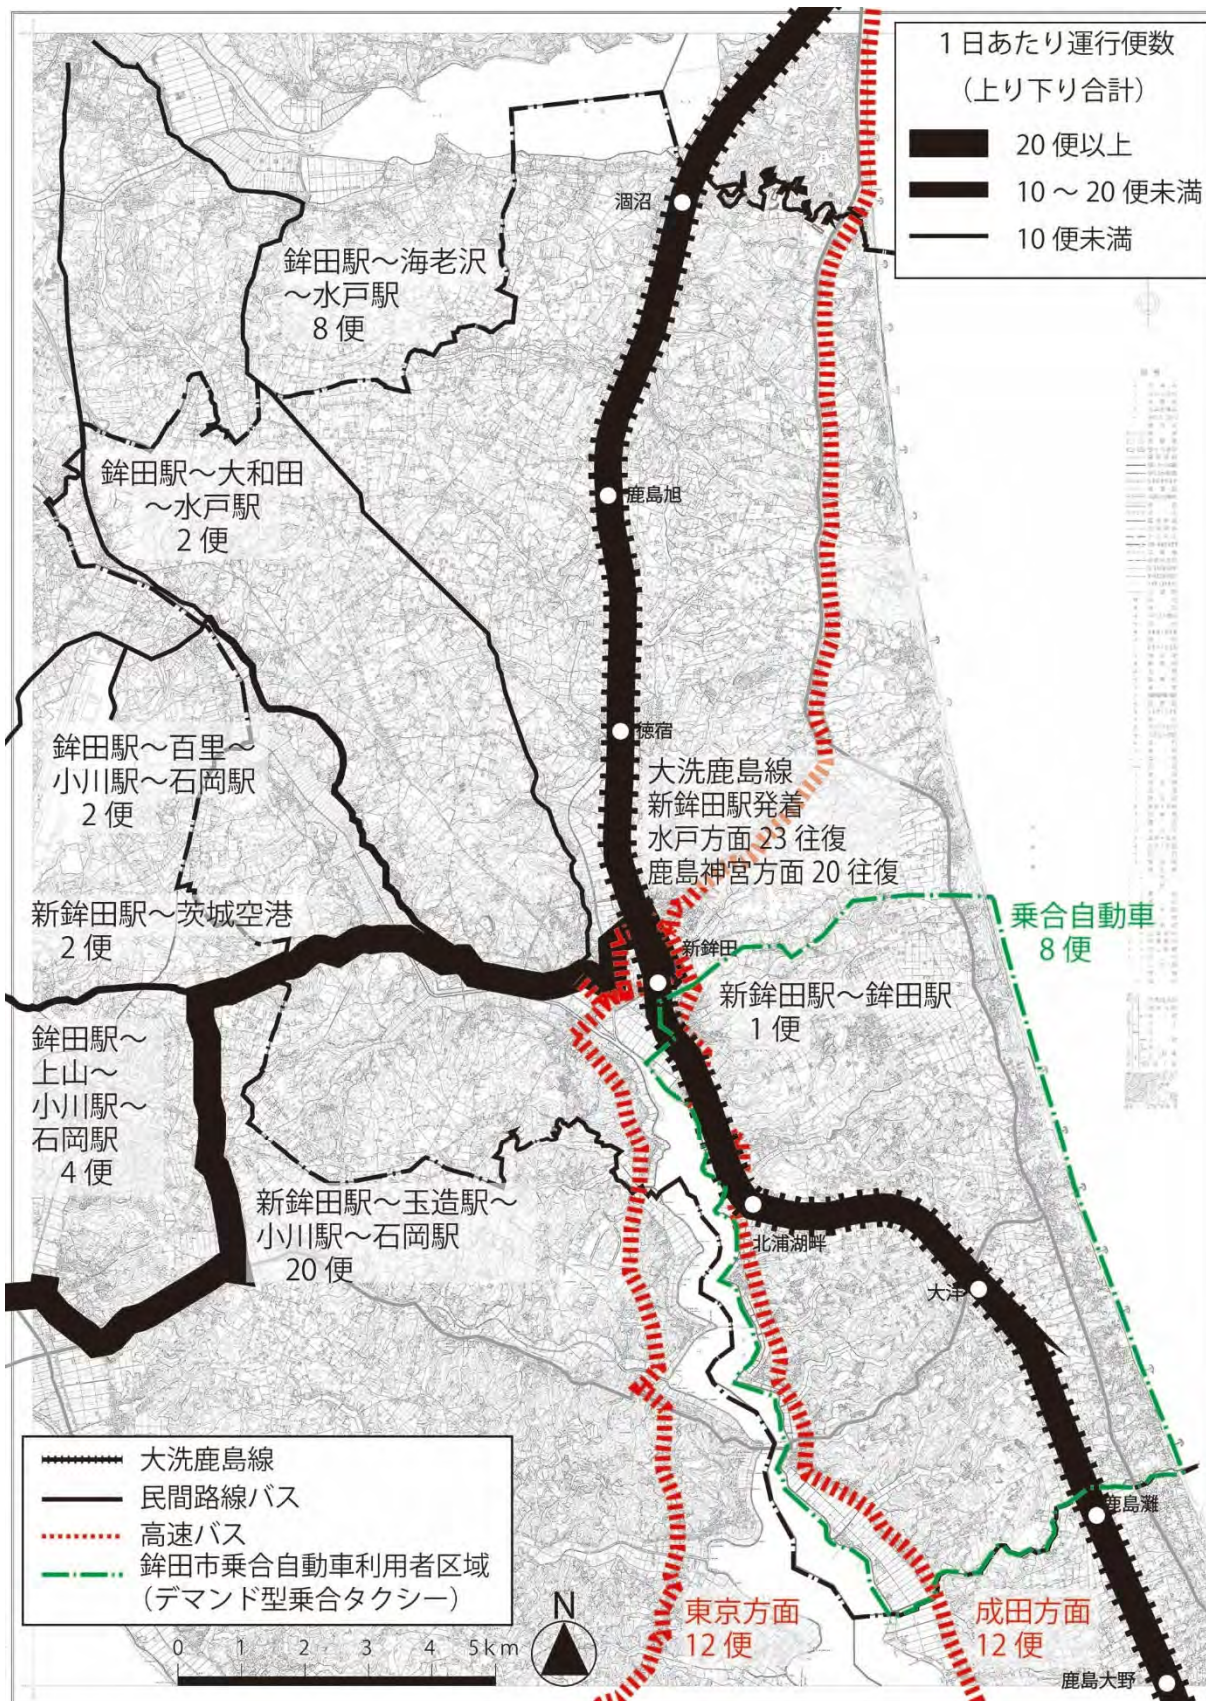 1日あたり運行便数
(上り下り合計)
20便以上
10～20便未満
10便未満
涸沼
鉾田駅～海老沢
～水戸駅
8便
鉾田駅～大和田
～水戸駅
2便
鹿島旭
徳宿
鉾田駅～百里～
小川駅～石岡駅
2便
大洗鹿島線
新鉾田駅発着
水戸方面23往復
鹿島神宮方面20往復
新鉾田駅～茨城空港
2便
新鉾田
乗合自動車
8便
新鉾田駅～鉾田駅
1便
鉾田駅～
上山～
小川駅～
石岡駅
4便
新鉾田駅～玉造駅～
小川駅～石岡駅
20便
北浦湖畔
大洋
大洗鹿島線
民間路線バス
高速バス
鉾田市乗合自動車利用者区域
(デマンド型乗合タクシー)
鹿島灘
N
0 1 2 3 4 5km
東京方面
12便
成田方面
12便
鹿島大野